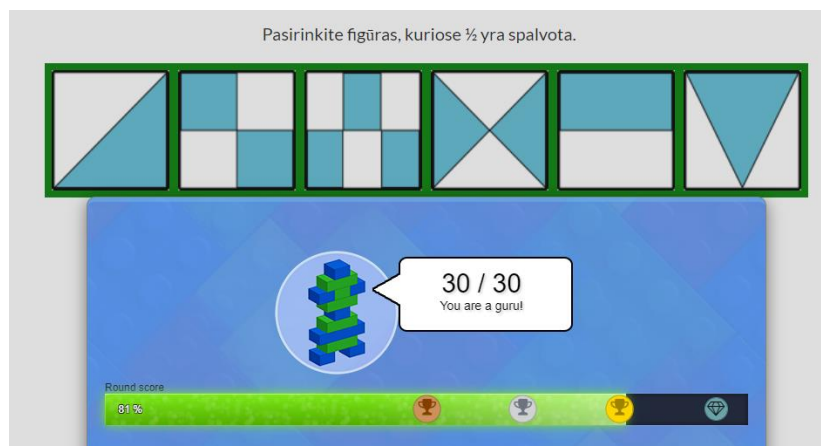 Pasirinkite figūras, kuriose ½ yra spalvota.
30 / 30
You are a guru!
Round score
81 %